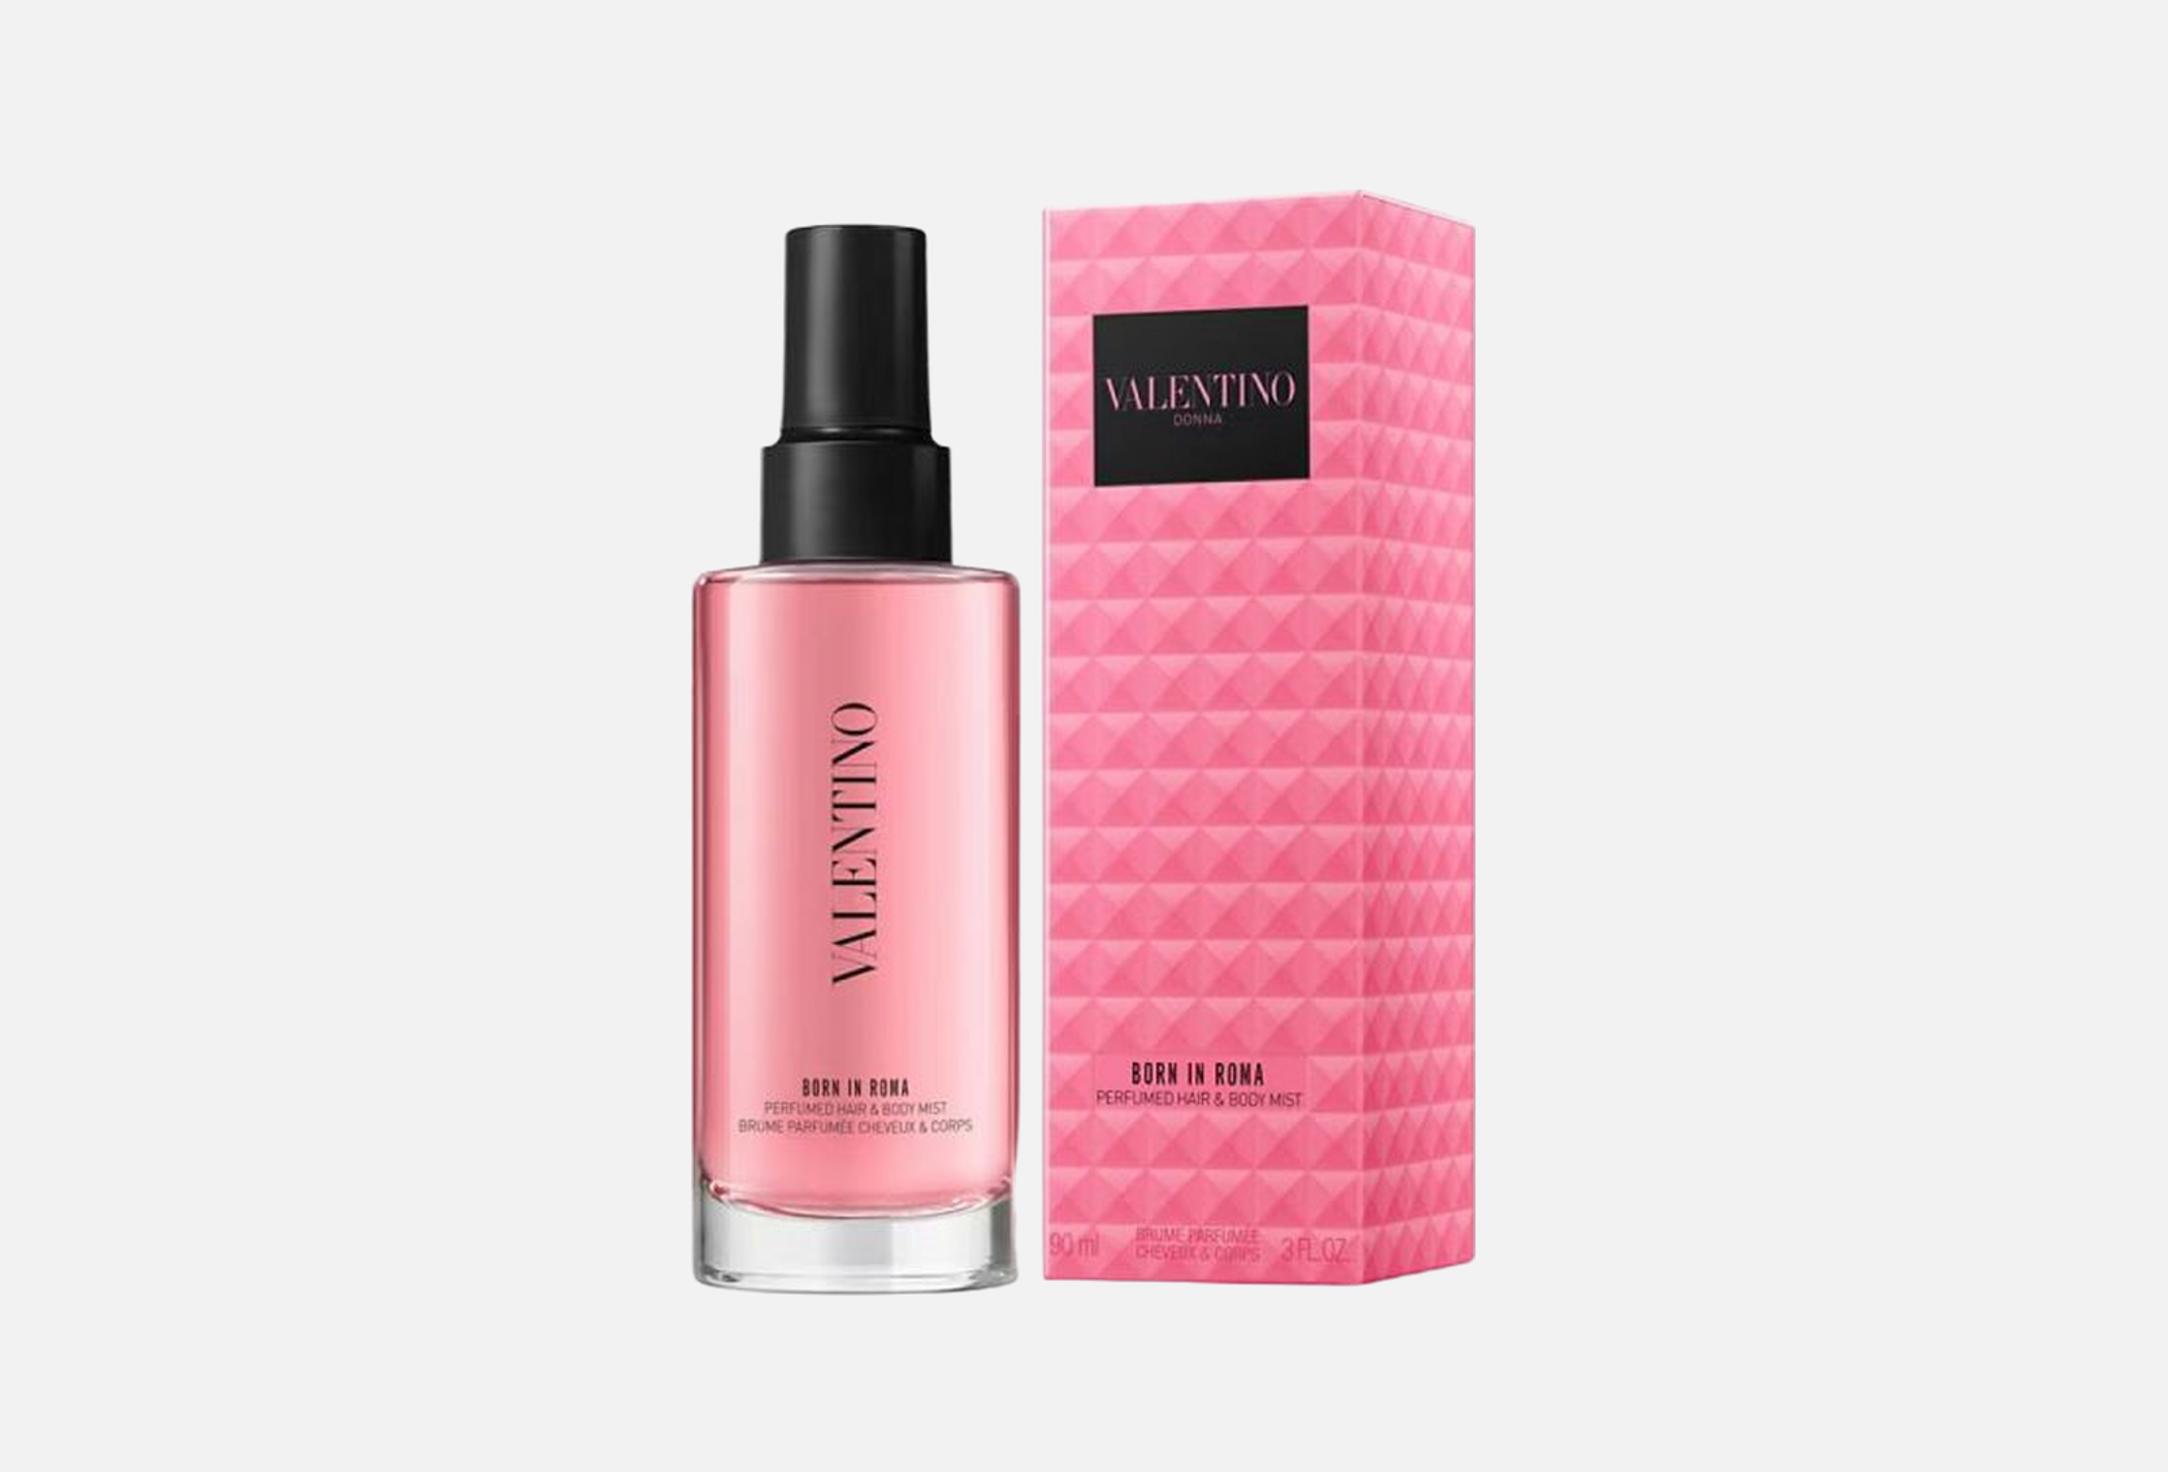 VALENTINO
BORN IN ROMA
PERFUMED HAIR & BODY MIST
BRUME PARFUMÉE CHEVEUX & CORPS
VALENTINO
DONNA
BORN IN ROMA
PERFUMED HAIR & BODY MIST
90 ml
BRUME PARFUMÉE
CHEVEUX & CORPS
3 FL.OZ.